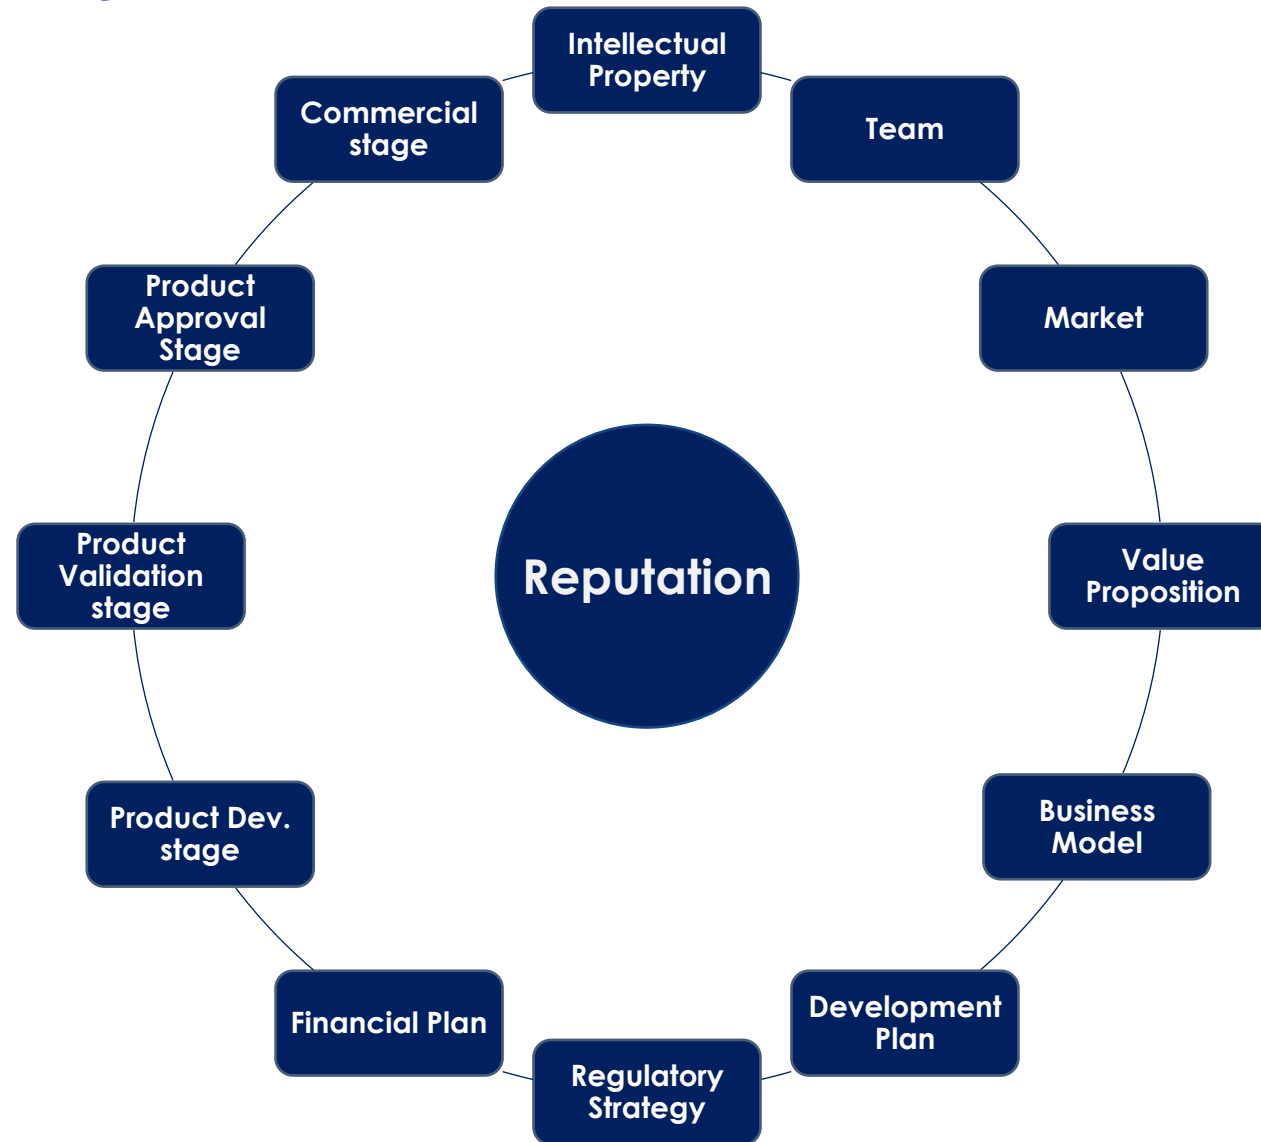 Intellectual
Property
Team
Market
Value
Proposition
Business
Model
Development
Plan
Regulatory
Strategy
Financial Plan
Product Dev.
stage
Product
Validation
stage
Product
Approval
Stage
Commercial
stage
Reputation